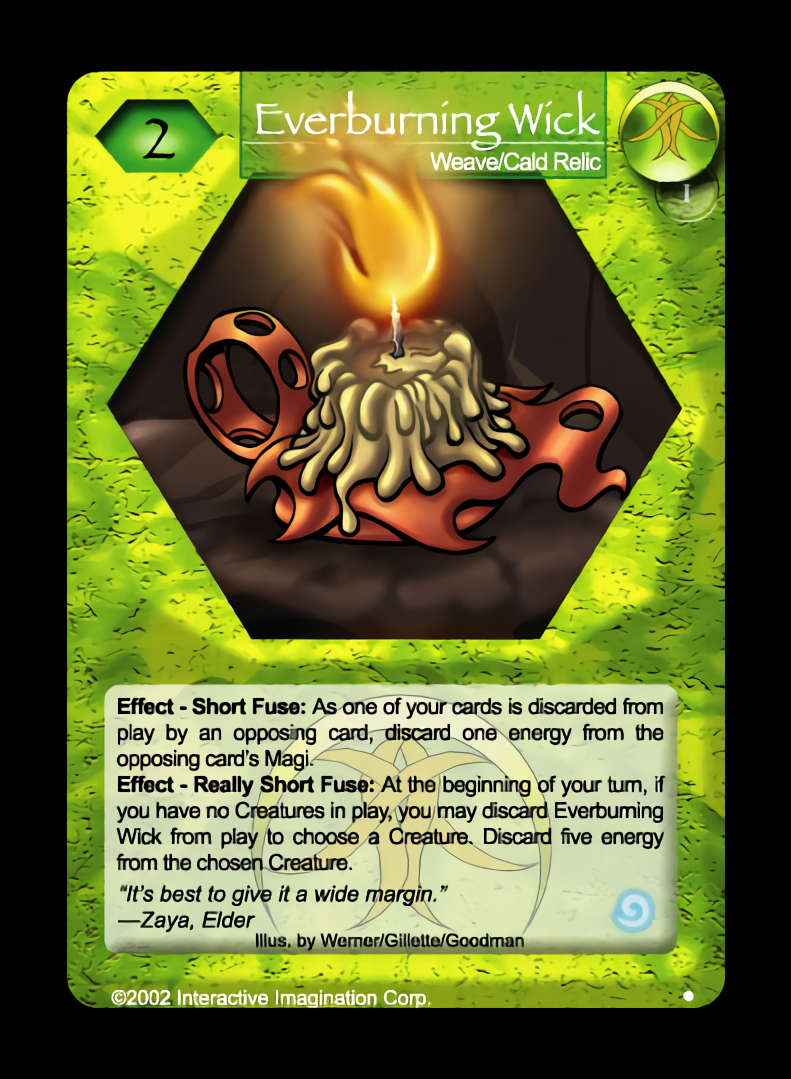 2
Everburning Wick
Weave/Cald Relic
I
Effect - Short Fuse: As one of your cards is discarded from
play by an opposing card, discard one energy from the
opposing card's Magi.
Effect - Really Short Fuse: At the beginning of your turn, if
you have no Creatures in play, you may discard Everburning
Wick from play to choose a Creature. Discard five energy
from the chosen Creature.
"It's best to give it a wide margin."
—Zaya, Elder
Illus. by Werner/Gillette/Goodman
©2002 Interactive Imagination Corp.